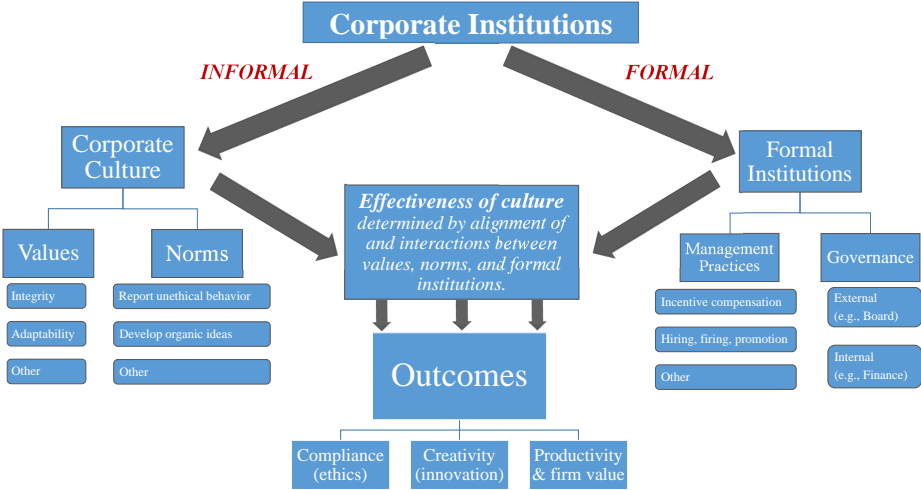 Corporate Institutions
INFORMAL
FORMAL
Corporate
Culture
Formal
Institutions
Effectiveness of culture
determined by alignment of
and interactions between
values, norms, and formal
institutions.
Values
Norms
Management
Practices
Governance
Integrity
Adaptability
Other
Report unethical behavior
Develop organic ideas
Other
Incentive compensation
Hiring, firing, promotion
Other
External
(e.g., Board)
Internal
(e.g., Finance)
Outcomes
Compliance
(ethics)
Creativity
(innovation)
Productivity
& firm value